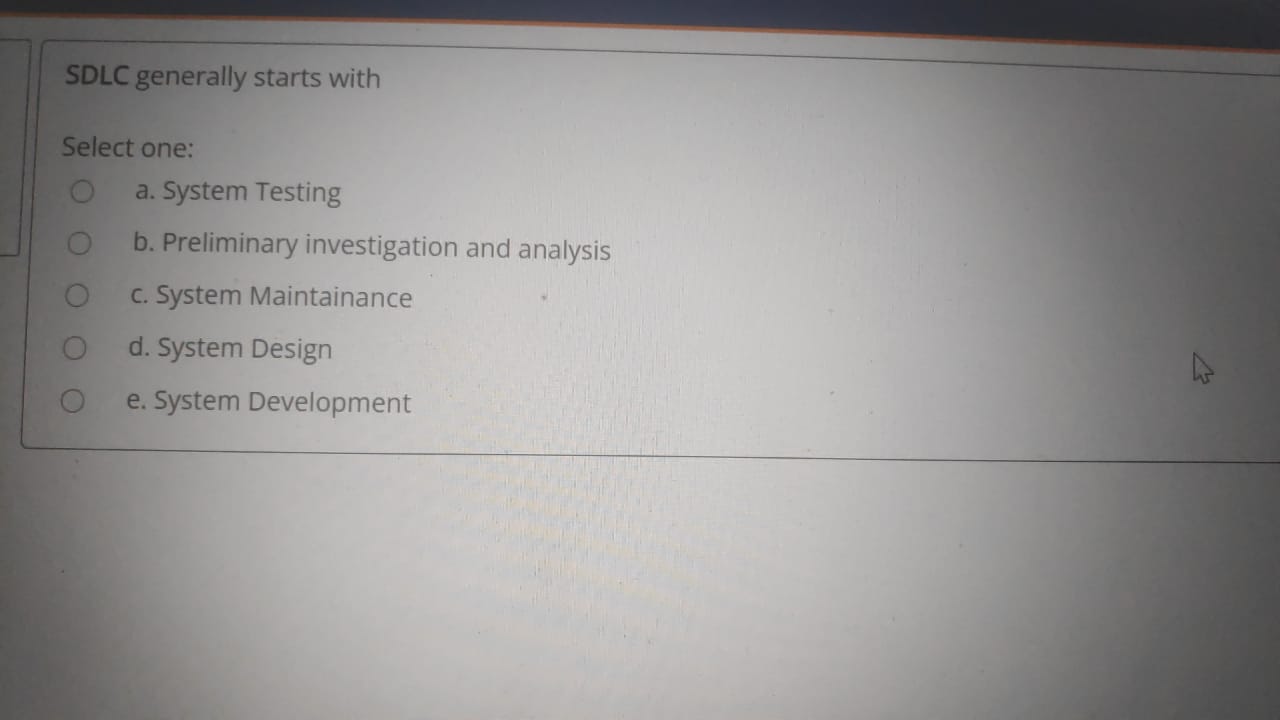 SDLC generally starts with
Select one:
a. System Testing
b. Preliminary investigation and analysis
c. System Maintainance
d. System Design
e. System Development